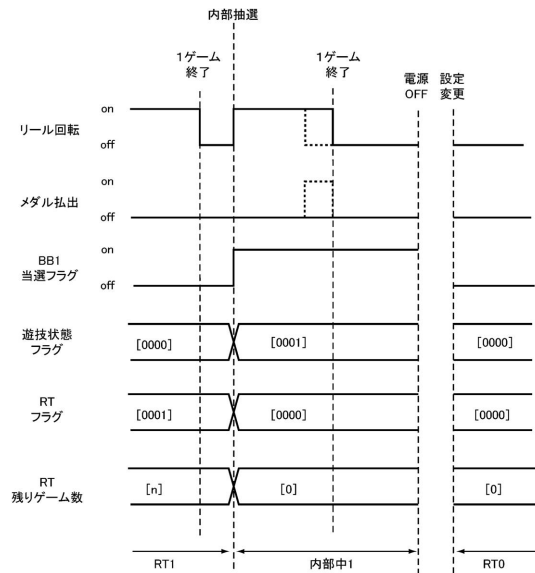 内部抽選
1ゲーム
終了
1ゲーム
終了
電源
OFF
設定
変更
リール回転
on
off
メダル払出
on
off
BB1
当選フラグ
on
off
遊技状態
フラグ
[0000]
[0001]
[0000]
RT
フラグ
[0001]
[0000]
[0000]
RT
残りゲーム数
[n]
[0]
[0]
RT1
内部中1
RT0